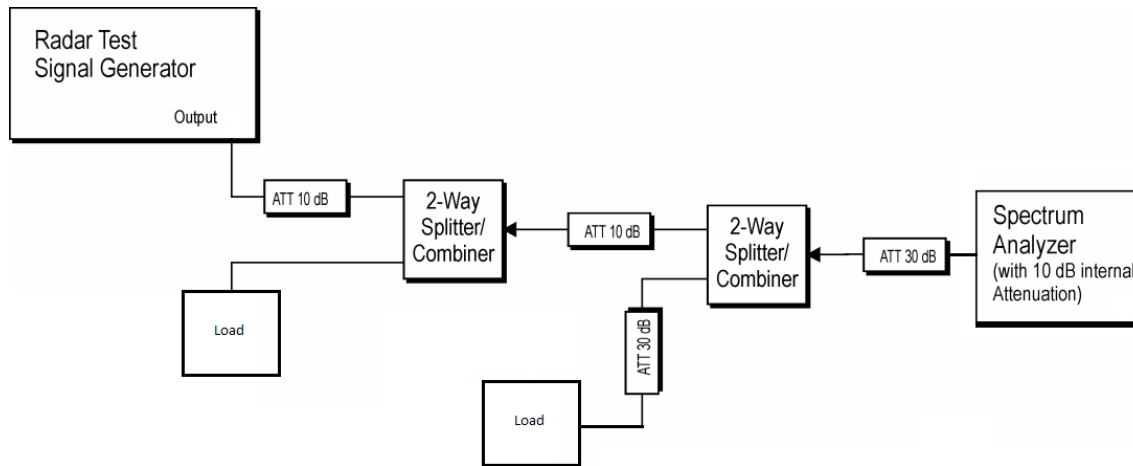 Radar Test
Signal Generator
Output
ATT 10 dB
2-Way
Splitter/
Combiner
ATT 10 dB
2-Way
Splitter/
Combiner
ATT 30 dB
Spectrum
Analyzer
(with 10 dB internal
Attenuation)
Load
ATT 30 dB
Load